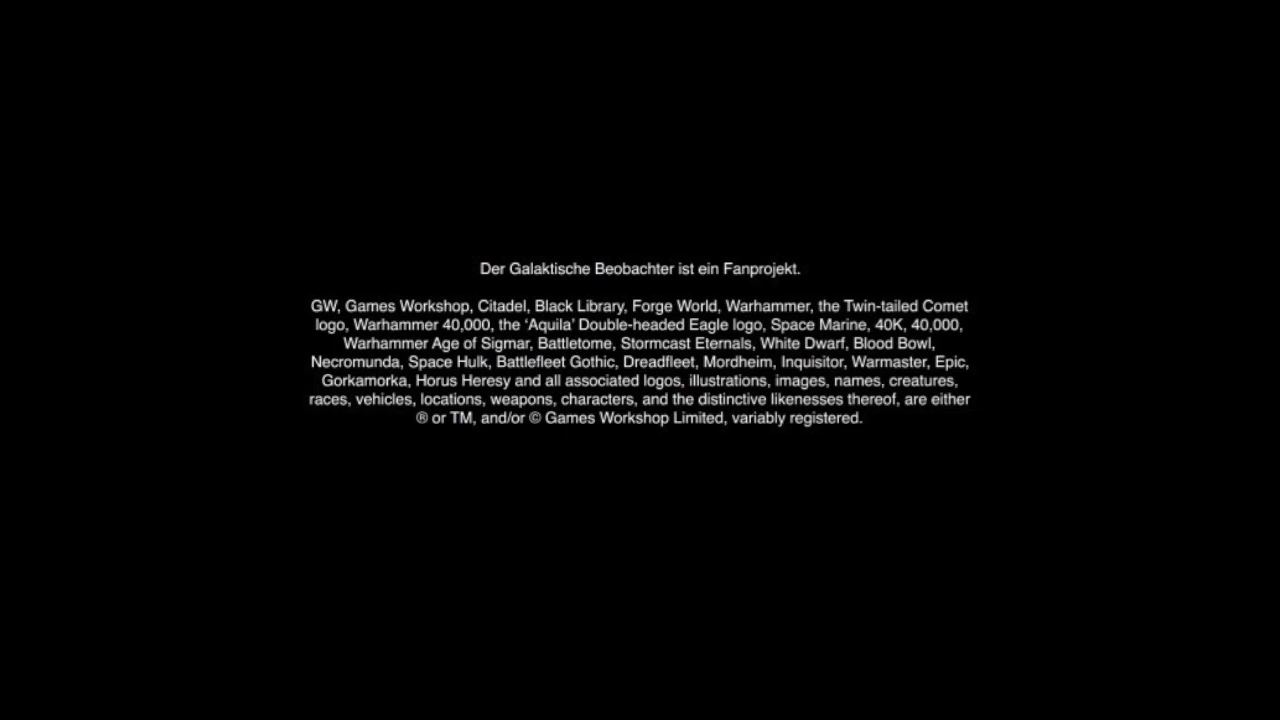 Der Galaktische Beobachter ist ein Fanprojekt.
GW, Games Workshop, Citadel, Black Library, Forge World, Warhammer, the Twin-tailed Comet
logo, Warhammer 40,000, the ‘Aquila’ Double-headed Eagle logo, Space Marine, 40K, 40,000,
Warhammer Age of Sigmar, Battletome, Stormcast Eternals, White Dwarf, Blood Bowl,
Necromunda, Space Hulk, Battlefleet Gothic, Dreadfleet, Mordheim, Inquisitor, Warmaster, Epic,
Gorkamorka, Horus Heresy and all associated logos, illustrations, images, names, creatures,
races, vehicles, locations, weapons, characters, and the distinctive likenesses thereof, are either
® or TM, and/or © Games Workshop Limited, variably registered.